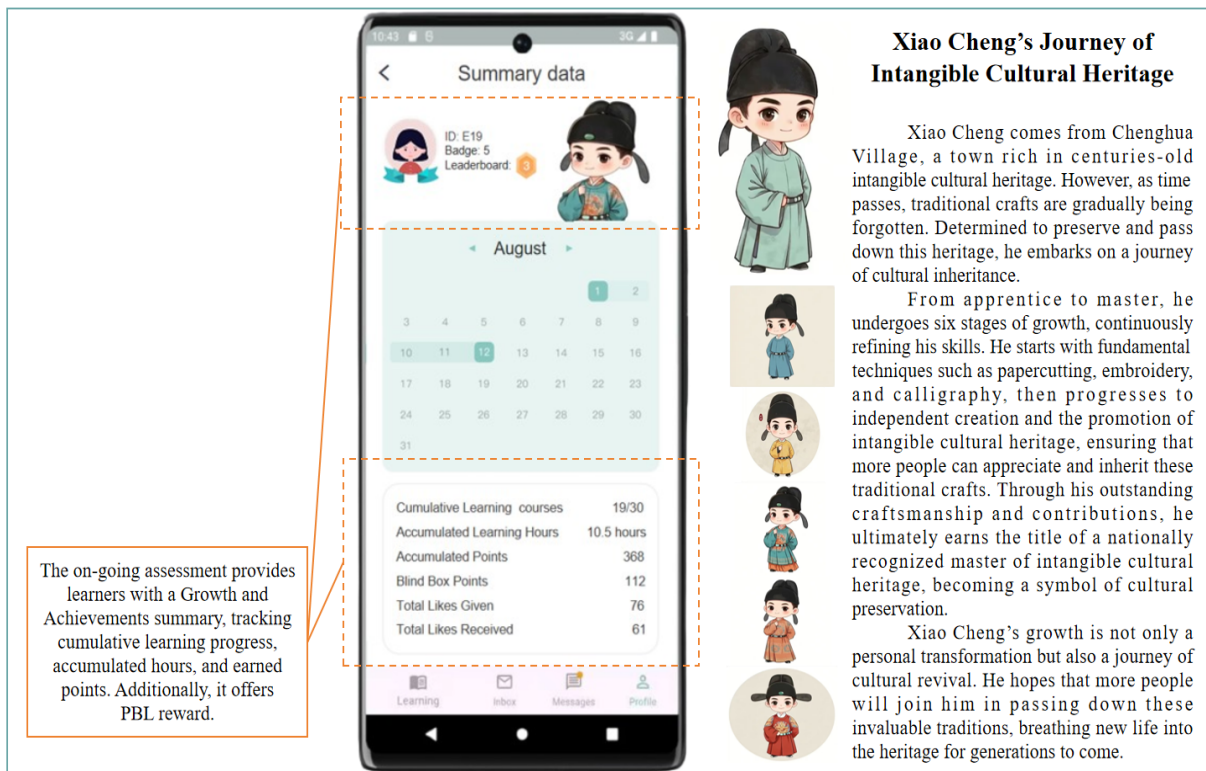 10:43
3G
Summary data
ID: E19
Badge: 5
Leaderboard: 3
August
1 2
3 4 5 6 7 8 9
10 11 12 13 14 15 16
17 18 19 20 21 22 23
24 25 26 27 28 29 30
31
Cumulative Learning courses 19/30
Accumulated Learning Hours 10.5 hours
Accumulated Points 368
Blind Box Points 112
Total Likes Given 76
Total Likes Received 61
Learning Inbox Messages Profile
The on-going assessment provides
learners with a Growth and
Achievements summary, tracking
cumulative learning progress,
accumulated hours, and earned
points. Additionally, it offers
PBL reward.
Xiao Cheng’s Journey of
Intangible Cultural Heritage
Xiao Cheng comes from Chenghua
Village, a town rich in centuries-old
intangible cultural heritage. However, as time
passes, traditional crafts are gradually being
forgotten. Determined to preserve and pass
down this heritage, he embarks on a journey
of cultural inheritance.
From apprentice to master, he
undergoes six stages of growth, continuously
refining his skills. He starts with fundamental
techniques such as papercutting, embroidery,
and calligraphy, then progresses to
independent creation and the promotion of
intangible cultural heritage, ensuring that
more people can appreciate and inherit these
traditional crafts. Through his outstanding
craftsmanship and contributions, he
ultimately earns the title of a nationally
recognized master of intangible cultural
heritage, becoming a symbol of cultural
preservation.
Xiao Cheng’s growth is not only a
personal transformation but also a journey of
cultural revival. He hopes that more people
will join him in passing down these
invaluable traditions, breathing new life into
the heritage for generations to come.